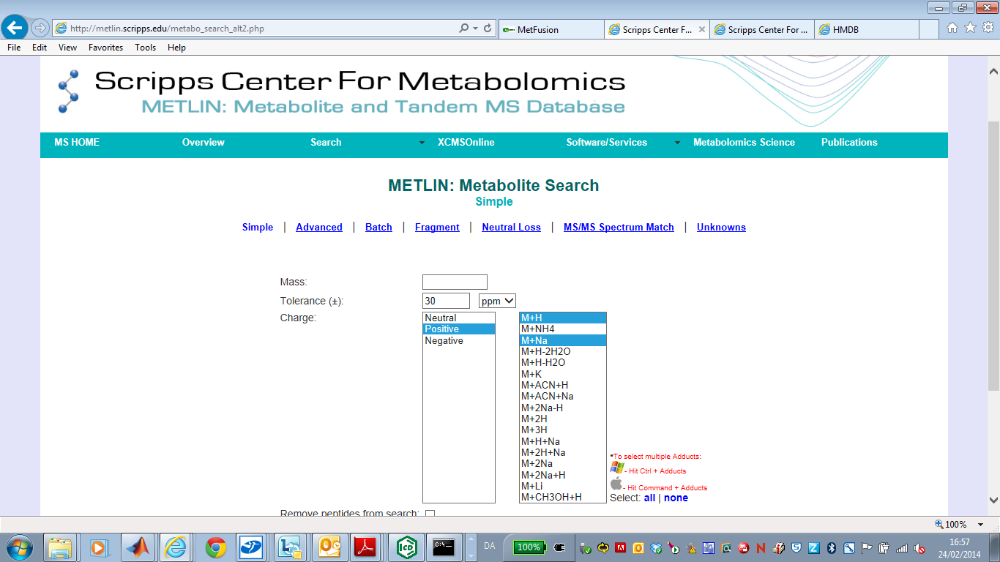 http://metlin.scripps.edu/metabo_search_alt2.php
MetFusion
Scripps Center F...
Scripps Center For ...
HMDB
File Edit View Favorites Tools Help
Scripps Center For Metabolomics
METLIN: Metabolite and Tandem MS Database
MS HOME Overview Search XCMSOnline Software/Services Metabolomics Science Publications
METLIN: Metabolite Search
Simple
Simple | Advanced | Batch | Fragment | Neutral Loss | MS/MS Spectrum Match | Unknowns
Mass:
Tolerance (±): 30 ppm
Charge:
Neutral
Positive
Negative
M+H
M+NH4
M+Na
M+H-2H2O
M+H-H2O
M+K
M+ACN+H
M+ACN+Na
M+2Na-H
M+2H
M+3H
M+H+Na
M+2H+Na
M+2Na
M+2Na+H
M+Li
M+CH3OH+H
•To select multiple Adducts:
- Hit Ctrl + Adducts
- Hit Command + Adducts
Select: all | none
Remove peptides from search:
100%
DA
100%
16:57
24/02/2014